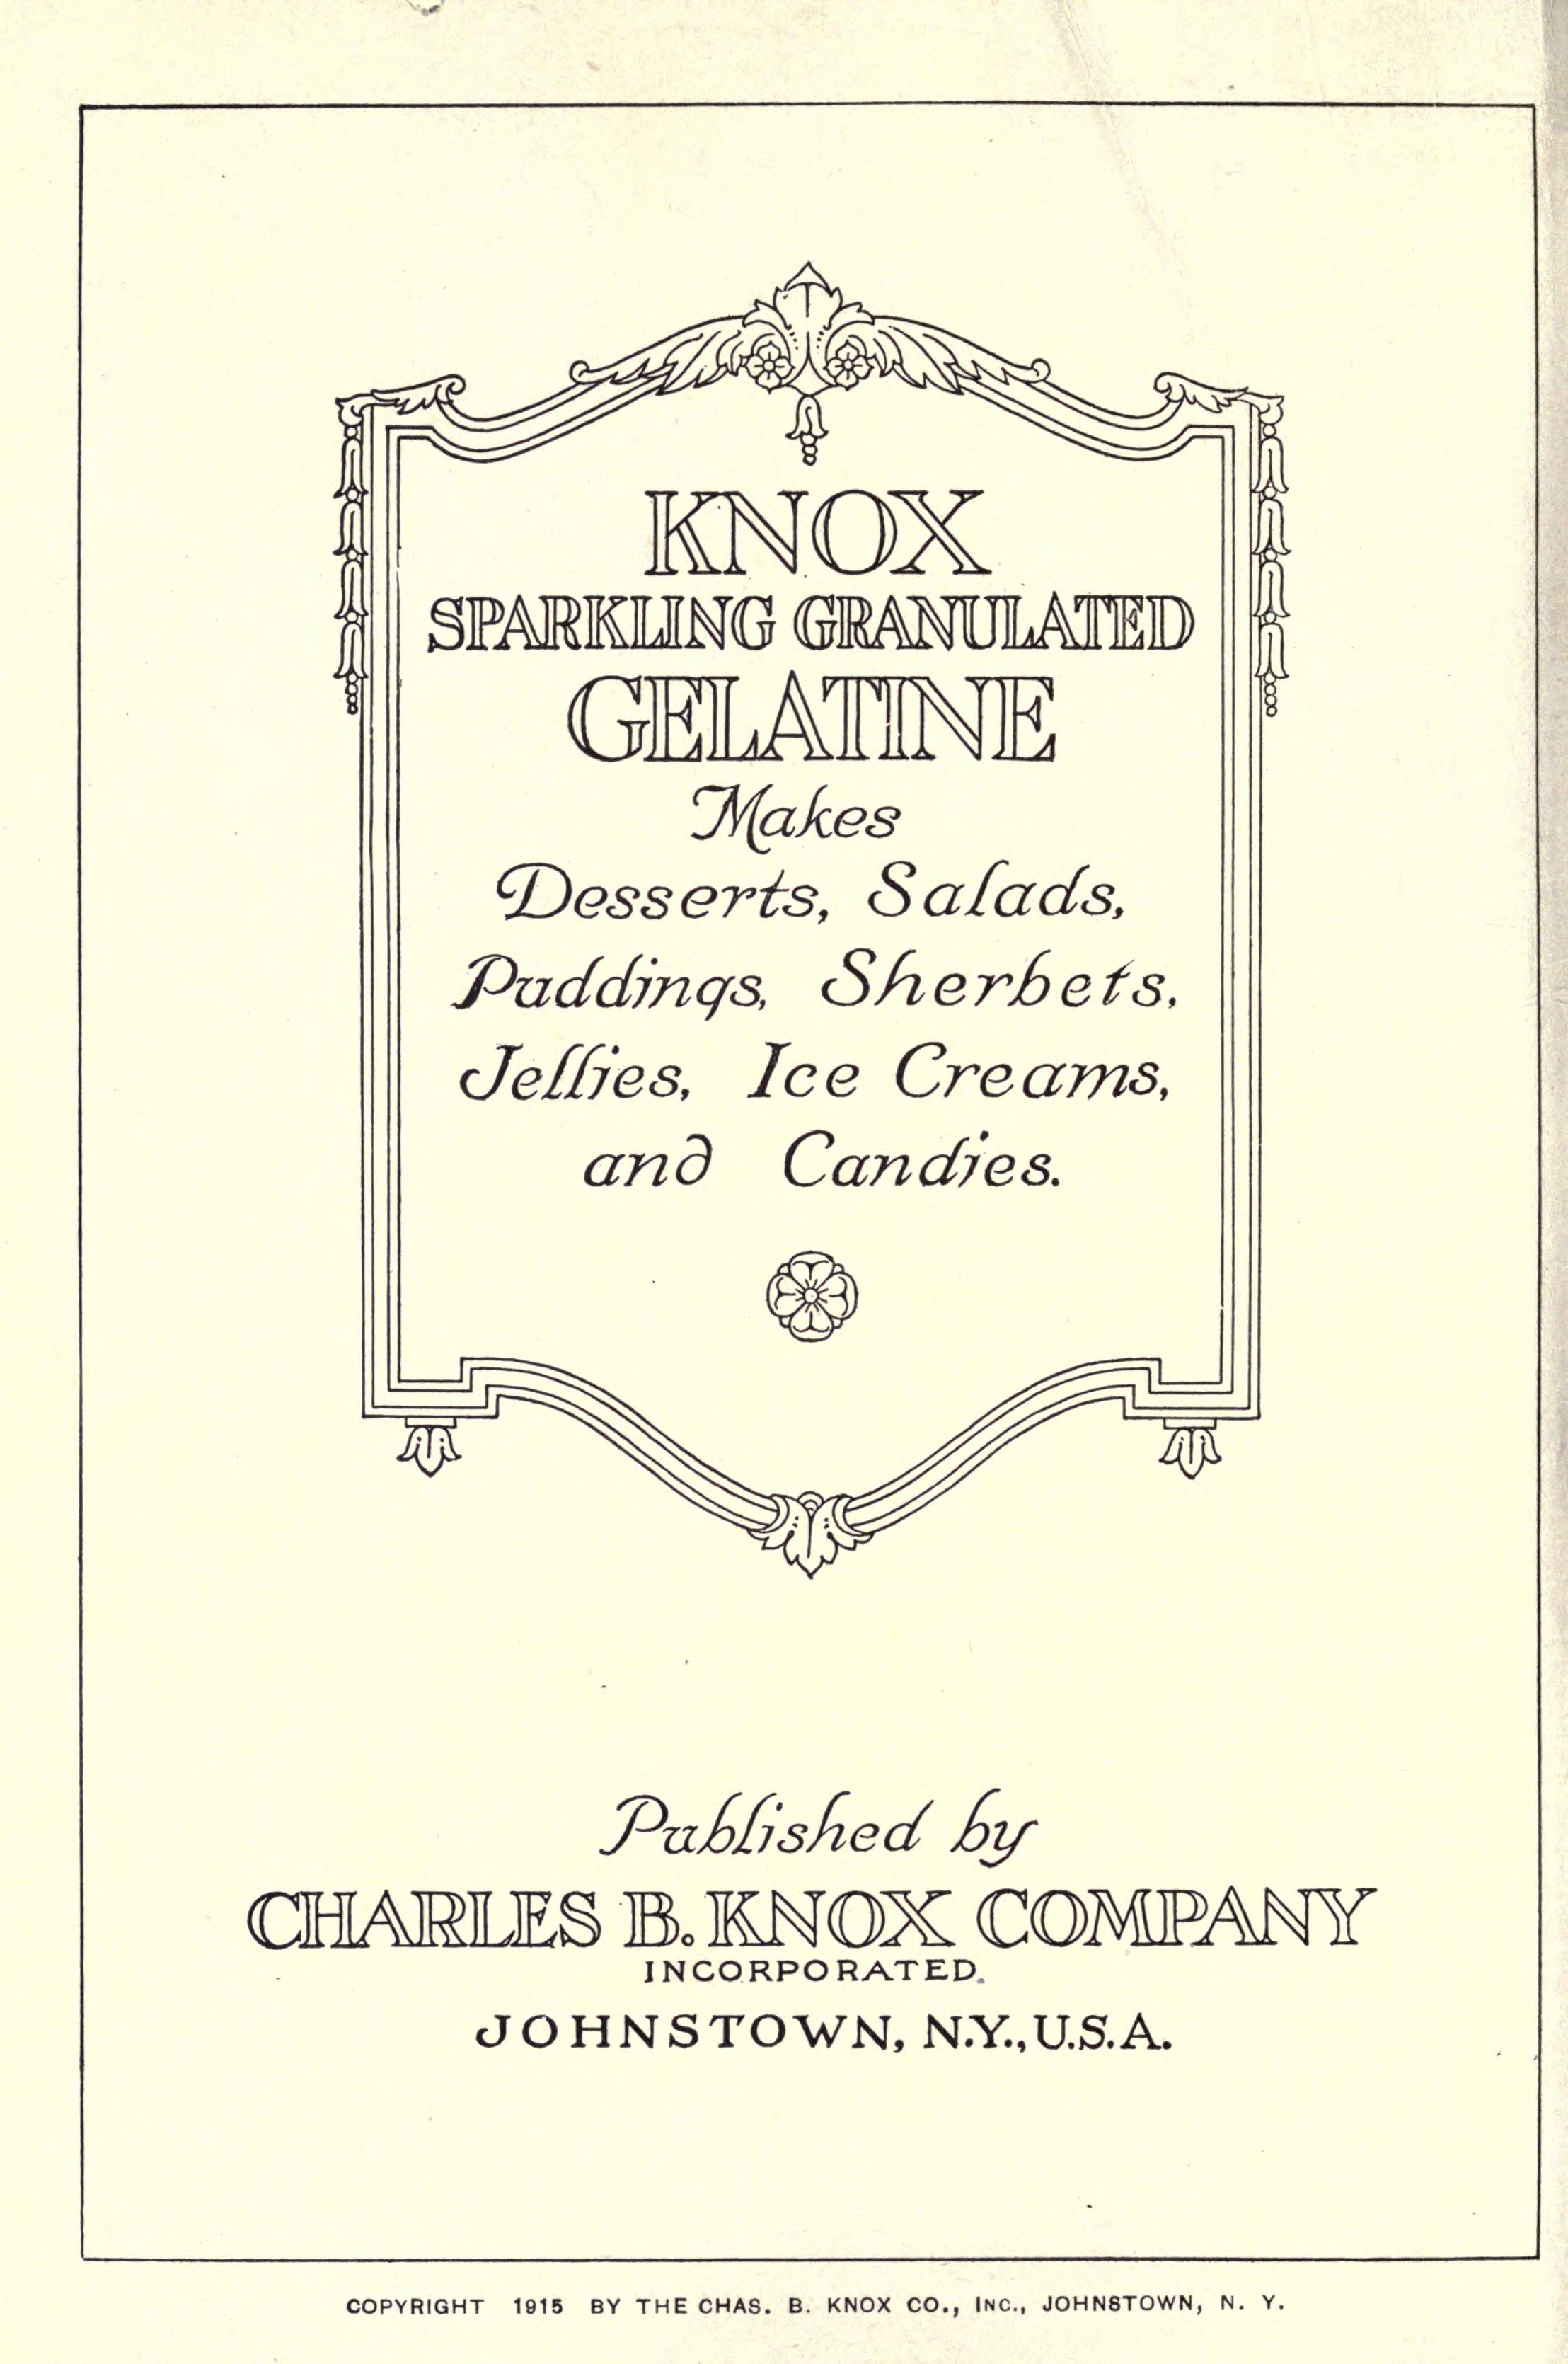 KNOX
SPARKLING GRANULATED
GELATINE
Makes
Desserts, Salads,
Puddings, Sherbets,
Jellies, Ice Creams,
and Candies.
Published by
CHARLES B. KNOX COMPANY
INCORPORATED.
JOHNSTOWN, N.Y., U.S.A.
COPYRIGHT 1915 BY THE CHAS. B. KNOX CO., INC., JOHNSTOWN, N. Y.